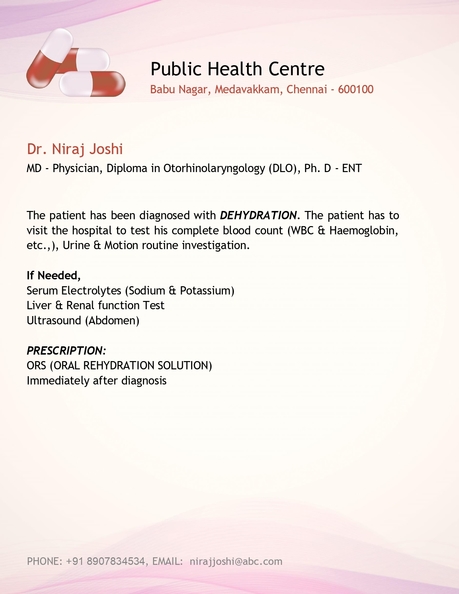 Public Health Centre
Babu Nagar, Medavakkam, Chennai - 600100
Dr. Niraj Joshi
MD - Physician, Diploma in Otorhinolaryngology (DLO), Ph. D - ENT
The patient has been diagnosed with DEHYDRATION. The patient has to
visit the hospital to test his complete blood count (WBC & Haemoglobin,
etc.,), Urine & Motion routine investigation.
If Needed,
Serum Electrolytes (Sodium & Potassium)
Liver & Renal function Test
Ultrasound (Abdomen)
PRESCRIPTION:
ORS (ORAL REHYDRATION SOLUTION)
Immediately after diagnosis
PHONE: +91 8907834534, EMAIL: nirajjoshi@abc.com